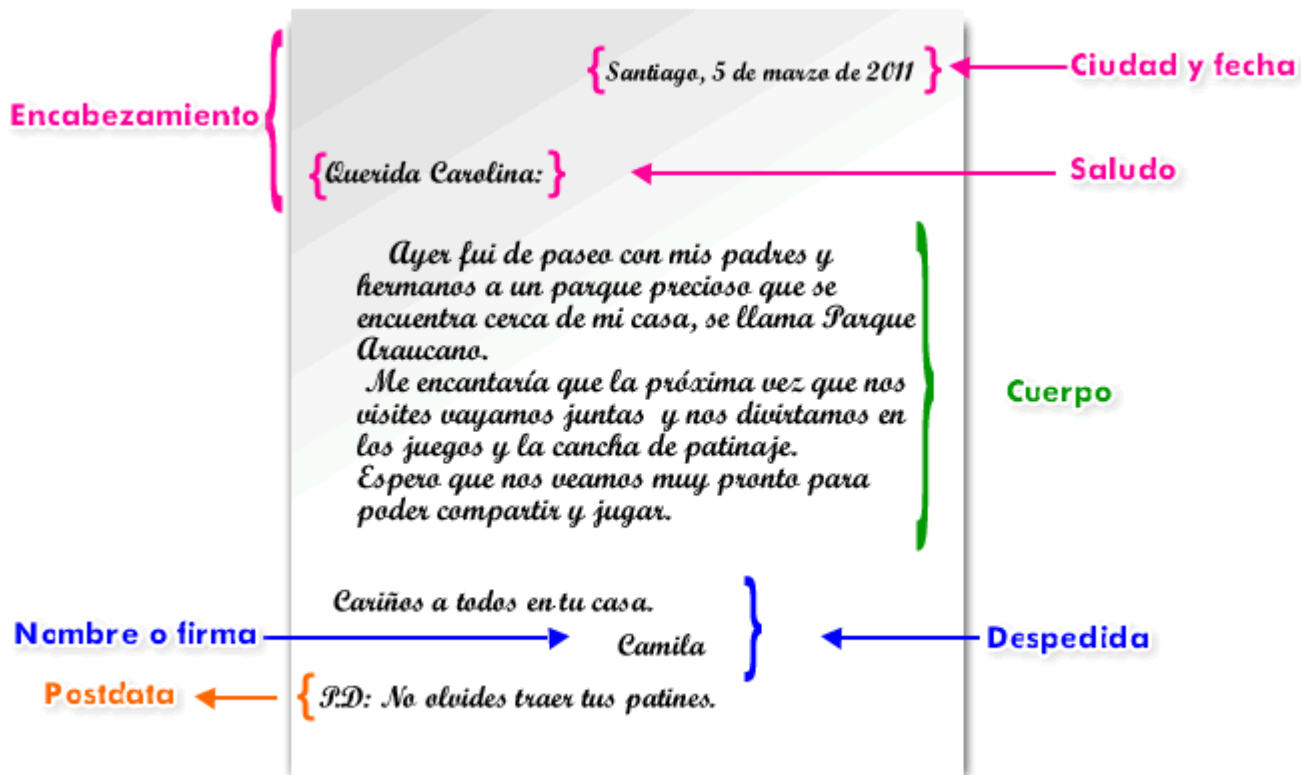 Santiago, 5 de marzo de 2011
Ciudad y fecha
Encabezamiento
Querida Carolina:
Saludo
Ayer fui de paseo con mis padres y
hermanos a un parque precioso que se
encuentra cerca de mi casa, se llama Parque
Araucano.
Me encantaría que la próxima vez que nos
visites vayamos juntas y nos divirtamos en
los juegos y la cancha de patinaje.
Espero que nos veamos muy pronto para
poder compartir y jugar.
Cuerpo
Cariños a todos en tu casa.
Nombre o firma
Camila
Despedida
Postdata
P.D: No olvides traer tus patines.